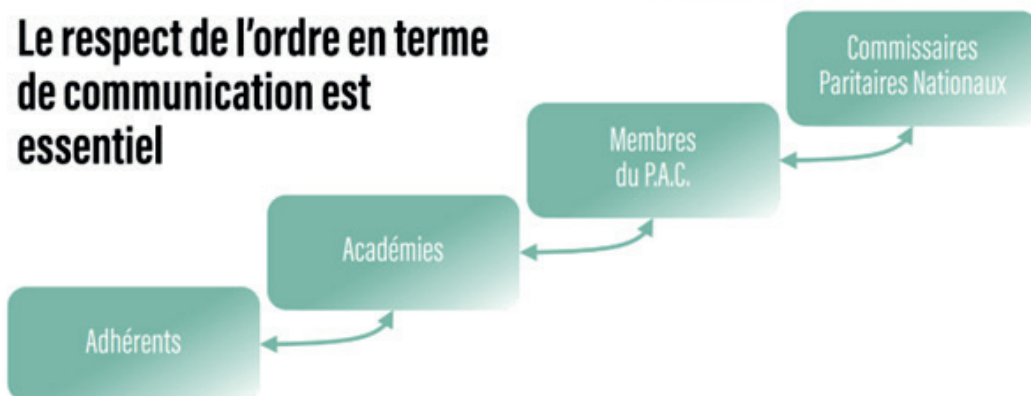 Le respect de l'ordre en terme
de communication est
essentiel
Commissaires
Paritaires Nationaux
Membres
du P.A.C.
Académies
Adhérents